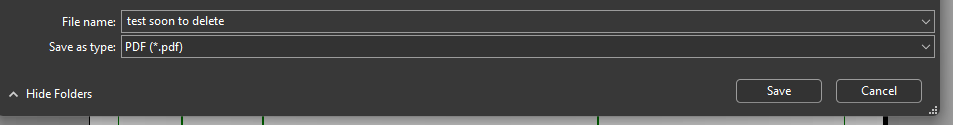 File name: test soon to delete
Save as type: PDF (*.pdf)
Hide Folders Save Cancel